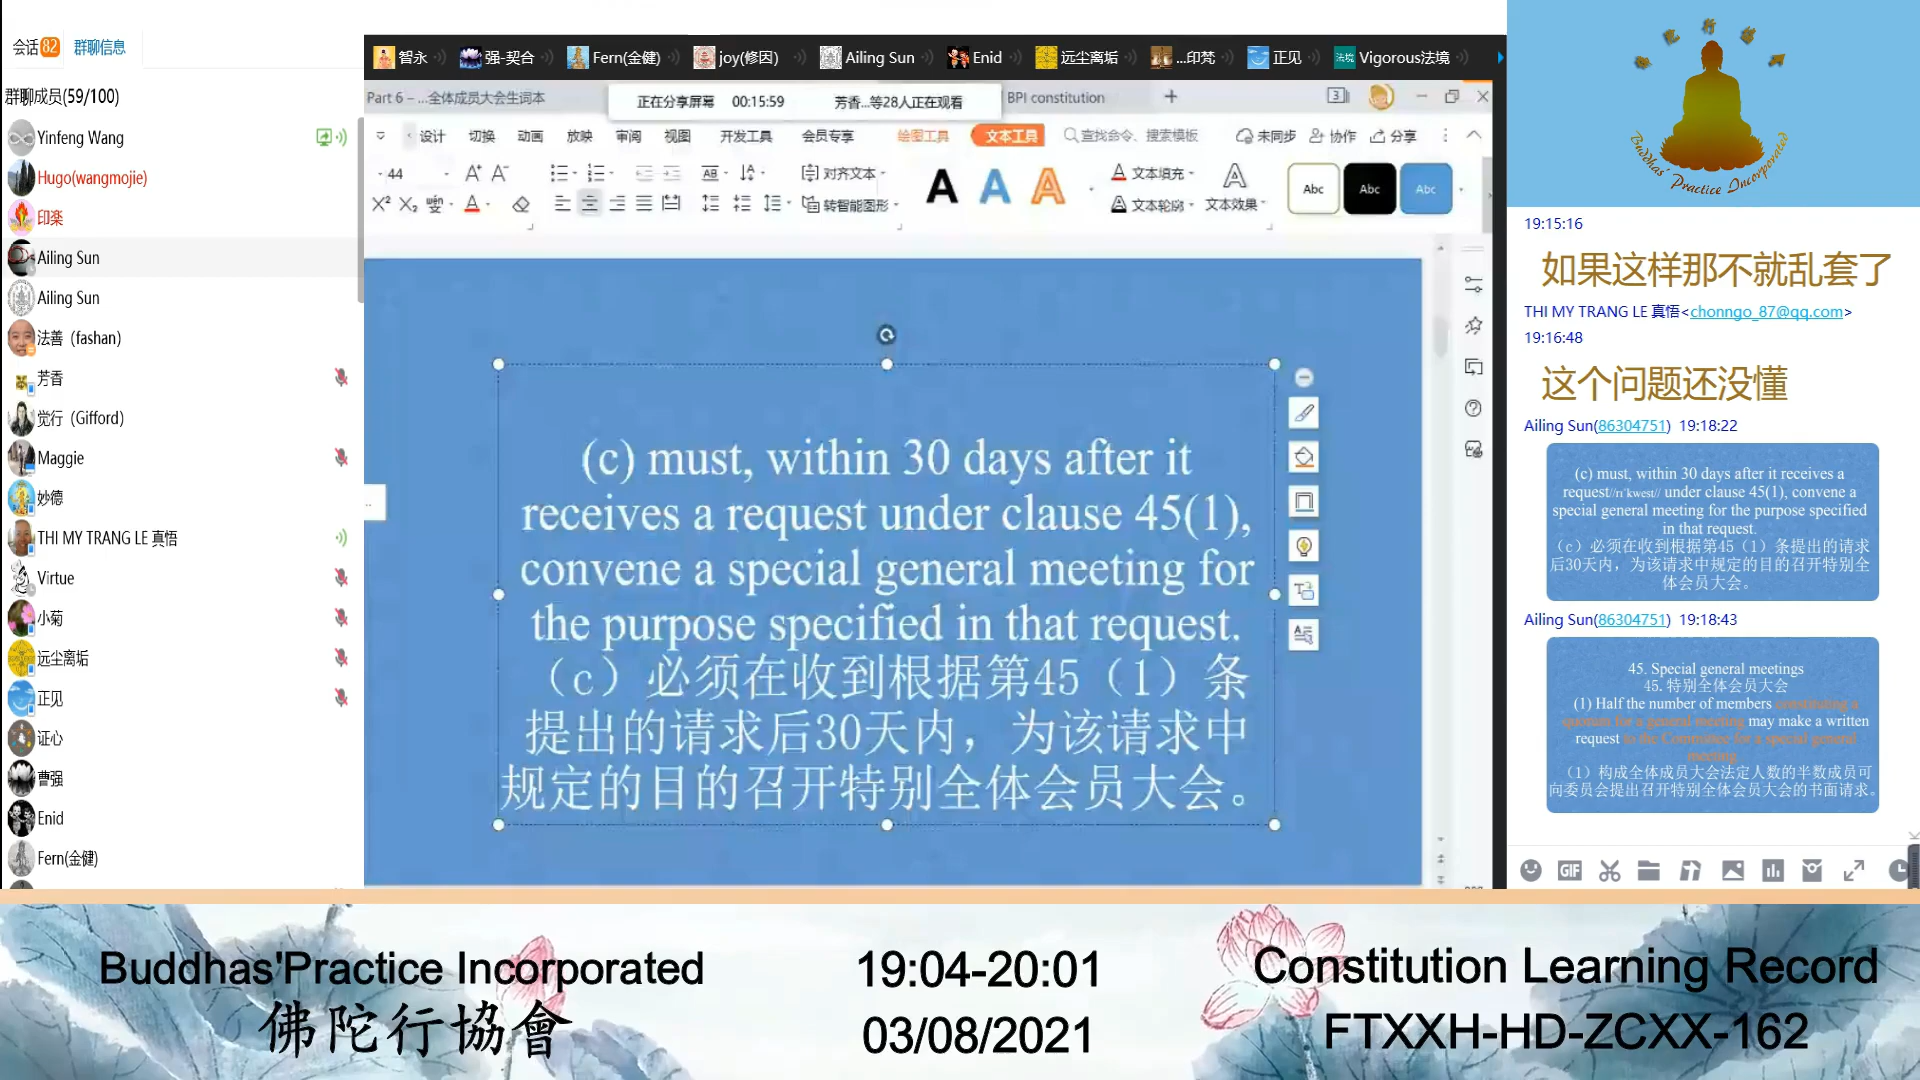 会话 82 群聊信息
群聊成员(59/100)
Yinfeng Wang
Hugo(wangmojie)
印楽
Ailing Sun
Ailing Sun
法善（fashan）
芳香
觉行（Gifford）
Maggie
妙德
THI MY TRANG LE 真悟
Virtue
小菊
远尘离垢
正见
证心
曹强
Enid
Fern(金健)
智永 强-契合 Fern(金健) joy(修因) Ailing Sun Enid 远尘离垢 ...印梵 正见 Vigorous法境
Part 6 – ...全体成员大会生词本
正在分享屏幕 00:15:59 芳香...等28人正在观看
BPI constitution
设计 切换 动画 放映 审阅 视图 开发工具 会员专享 绘图工具 文本工具 查找命令、搜索模板 未同步 协作 分享
44 对齐文本 文本填充 Abc Abc Abc
转智能图形 文本轮廓 文本效果
(c) must, within 30 days after it
receives a request under clause 45(1),
convene a special general meeting for
the purpose specified in that request.
（c）必须在收到根据第45（1）条
提出的请求后30天内，为该请求中
规定的目的召开特别全体会员大会。
Buddhas' Practice Incorporated
19:15:16
如果这样那不就乱套了
THI MY TRANG LE 真悟<chonngo_87@qq.com>
19:16:48
这个问题还没懂
Ailing Sun(86304751) 19:18:22
(c) must, within 30 days after it receives a
request//rɪˈkwest// under clause 45(1), convene a
special general meeting for the purpose specified
in that request.
（c）必须在收到根据第45（1）条提出的请求
后30天内，为该请求中规定的目的召开特别全
体会员大会。
Ailing Sun(86304751) 19:18:43
45. Special general meetings
45. 特别全体会员大会
(1) Half the number of members constituting a
quorum for a general meeting may make a written
request to the Committee for a special general
meeting
（1）构成全体成员大会法定人数的半数成员可
向委员会提出召开特别全体会员大会的书面请求。
GIF
Buddhas'Practice Incorporated
佛陀行協會
19:04-20:01
03/08/2021
Constitution Learning Record
FTXXH-HD-ZCXX-162